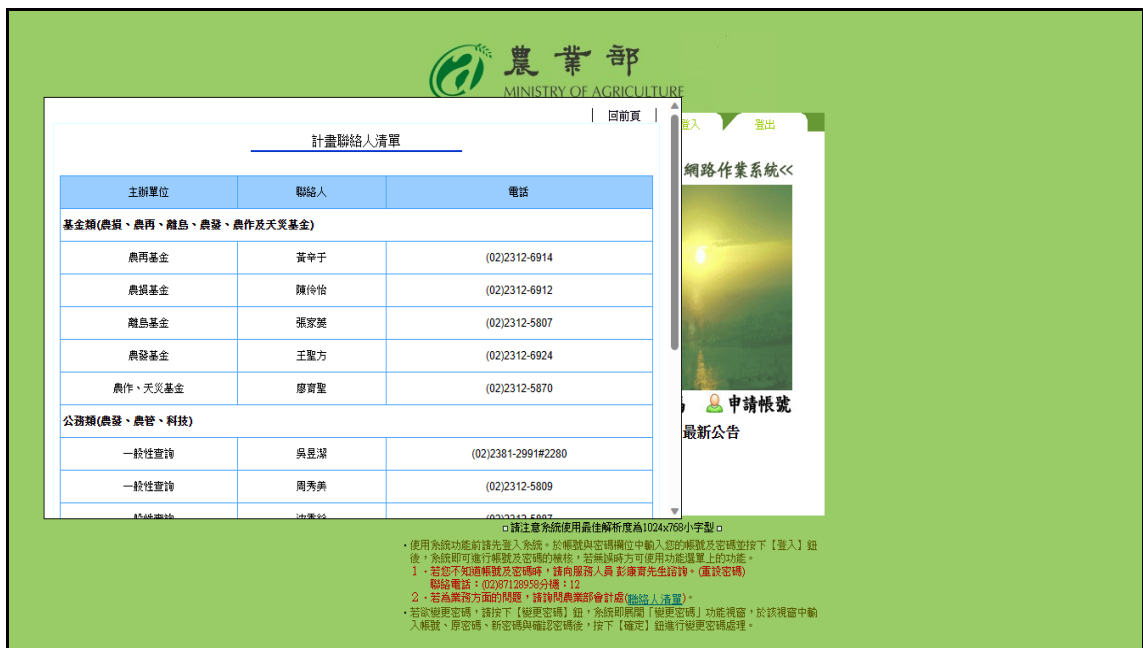 農業部
MINISTRY OF AGRICULTURE
回前頁
登入
登出
計畫聯絡人清單
網路作業系統<<
主辦單位 聯絡人 電話
基金類(農損、農再、離島、農發、農作及天災基金)
農再基金 黃辛于 (02)2312-6914
農損基金 陳伶怡 (02)2312-6912
離島基金 張家菱 (02)2312-5807
農發基金 王聖方 (02)2312-6924
農作、天災基金 廖育聖 (02)2312-5870
申請帳號
公務類(農發、農管、科技)
最新公告
一般性查詢 吳昱潔 (02)2381-2991#2280
一般性查詢 周秀美 (02)2312-5809
□請注意系統使用最佳解析度為1024x768小字型□
‧使用系統功能前請先登入系統。於帳號與密碼欄位中輸入您的帳號及密碼並按下【登入】鈕
後,系統即可進行帳號及密碼的檢核,若無誤時方可使用功能選單上的功能。
1.若您不知道帳號及密碼時,請向服務人員 彭康育先生諮詢。(重設密碼)
聯絡電話:(02)87128958分機:12
2.若為業務方面的問題,請詢問農業部會計處(聯絡人清單)。
‧若欲變更密碼,請按下【變更密碼】鈕,系統即展開「變更密碼」功能視窗,於該視窗中輸
入帳號、原密碼、新密碼與確認密碼後,按下【確定】鈕進行變更密碼處理。